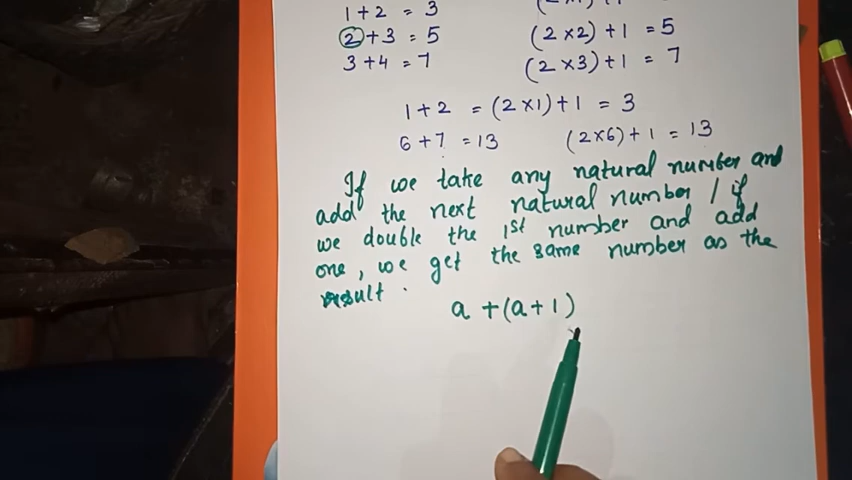 1+2 = 3
2+3 = 5 (2×2)+1 = 5
3+4 = 7 (2×3)+1 = 7
1+2 = (2×1)+1 = 3
6+7 = 13 (2×6)+1 = 13
If we take any natural number and
add the next natural number / if
we double the 1st number and add
one, we get the same number as the
result.
a +(a+1)